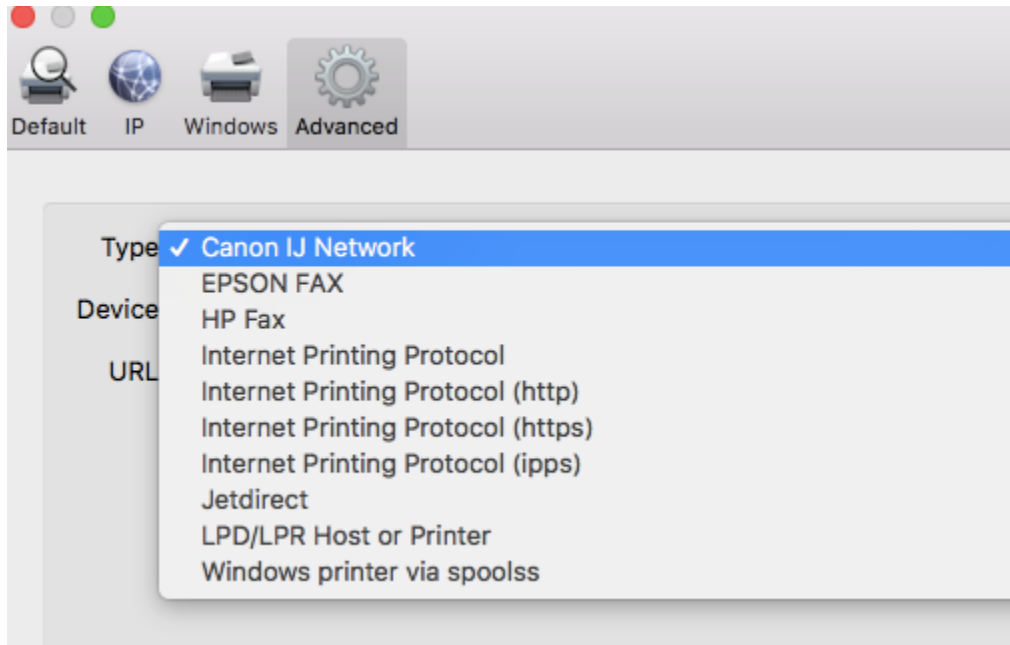 Default IP Windows Advanced
Type ✓ Canon IJ Network
EPSON FAX
Device
HP Fax
Internet Printing Protocol
URL
Internet Printing Protocol (http)
Internet Printing Protocol (https)
Internet Printing Protocol (ipps)
Jetdirect
LPD/LPR Host or Printer
Windows printer via spoolss